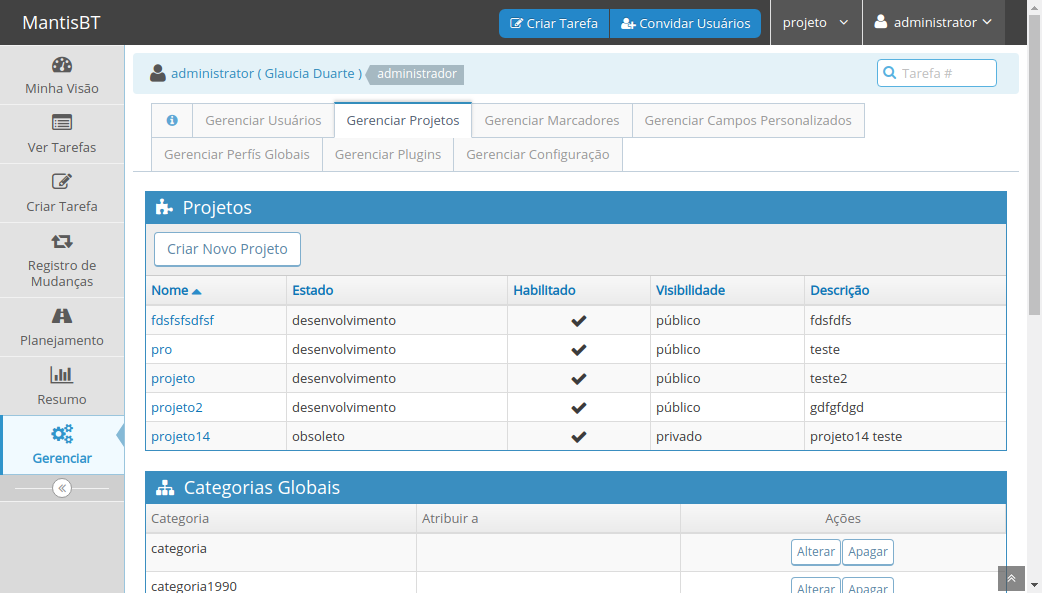 MantisBT
Criar Tarefa
Convidar Usuários
projeto
administrator
Minha Visão
Ver Tarefas
Criar Tarefa
Registro de
Mudanças
Planejamento
Resumo
Gerenciar
administrator ( Glaucia Duarte ) administrador
Tarefa #
Gerenciar Usuários Gerenciar Projetos Gerenciar Marcadores Gerenciar Campos Personalizados
Gerenciar Perfís Globais Gerenciar Plugins Gerenciar Configuração
Projetos
Criar Novo Projeto
Nome Estado Habilitado Visibilidade Descrição
fdsfsfsdfsf desenvolvimento público fdsfdfs
pro desenvolvimento público teste
projeto desenvolvimento público teste2
projeto2 desenvolvimento público gdfgfdgd
projeto14 obsoleto privado projeto14 teste
Categorias Globais
Categoria Atribuir a Ações
categoria Alterar Apagar
categoria1990 Alterar Apagar